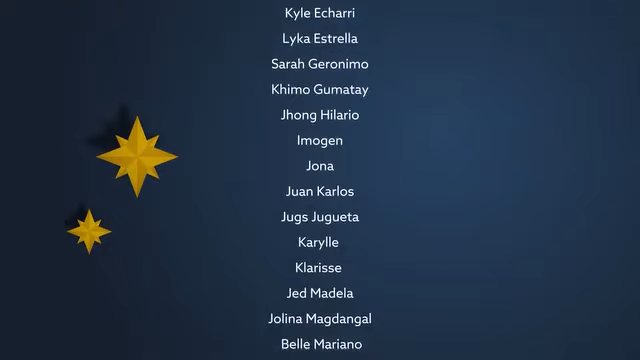 Kyle Echarri
Lyka Estrella
Sarah Geronimo
Khimo Gumatay
Jhong Hilario
Imogen
Jona
Juan Karlos
Jugs Jugueta
Karylle
Klarisse
Jed Madela
Jolina Magdangal
Belle Mariano